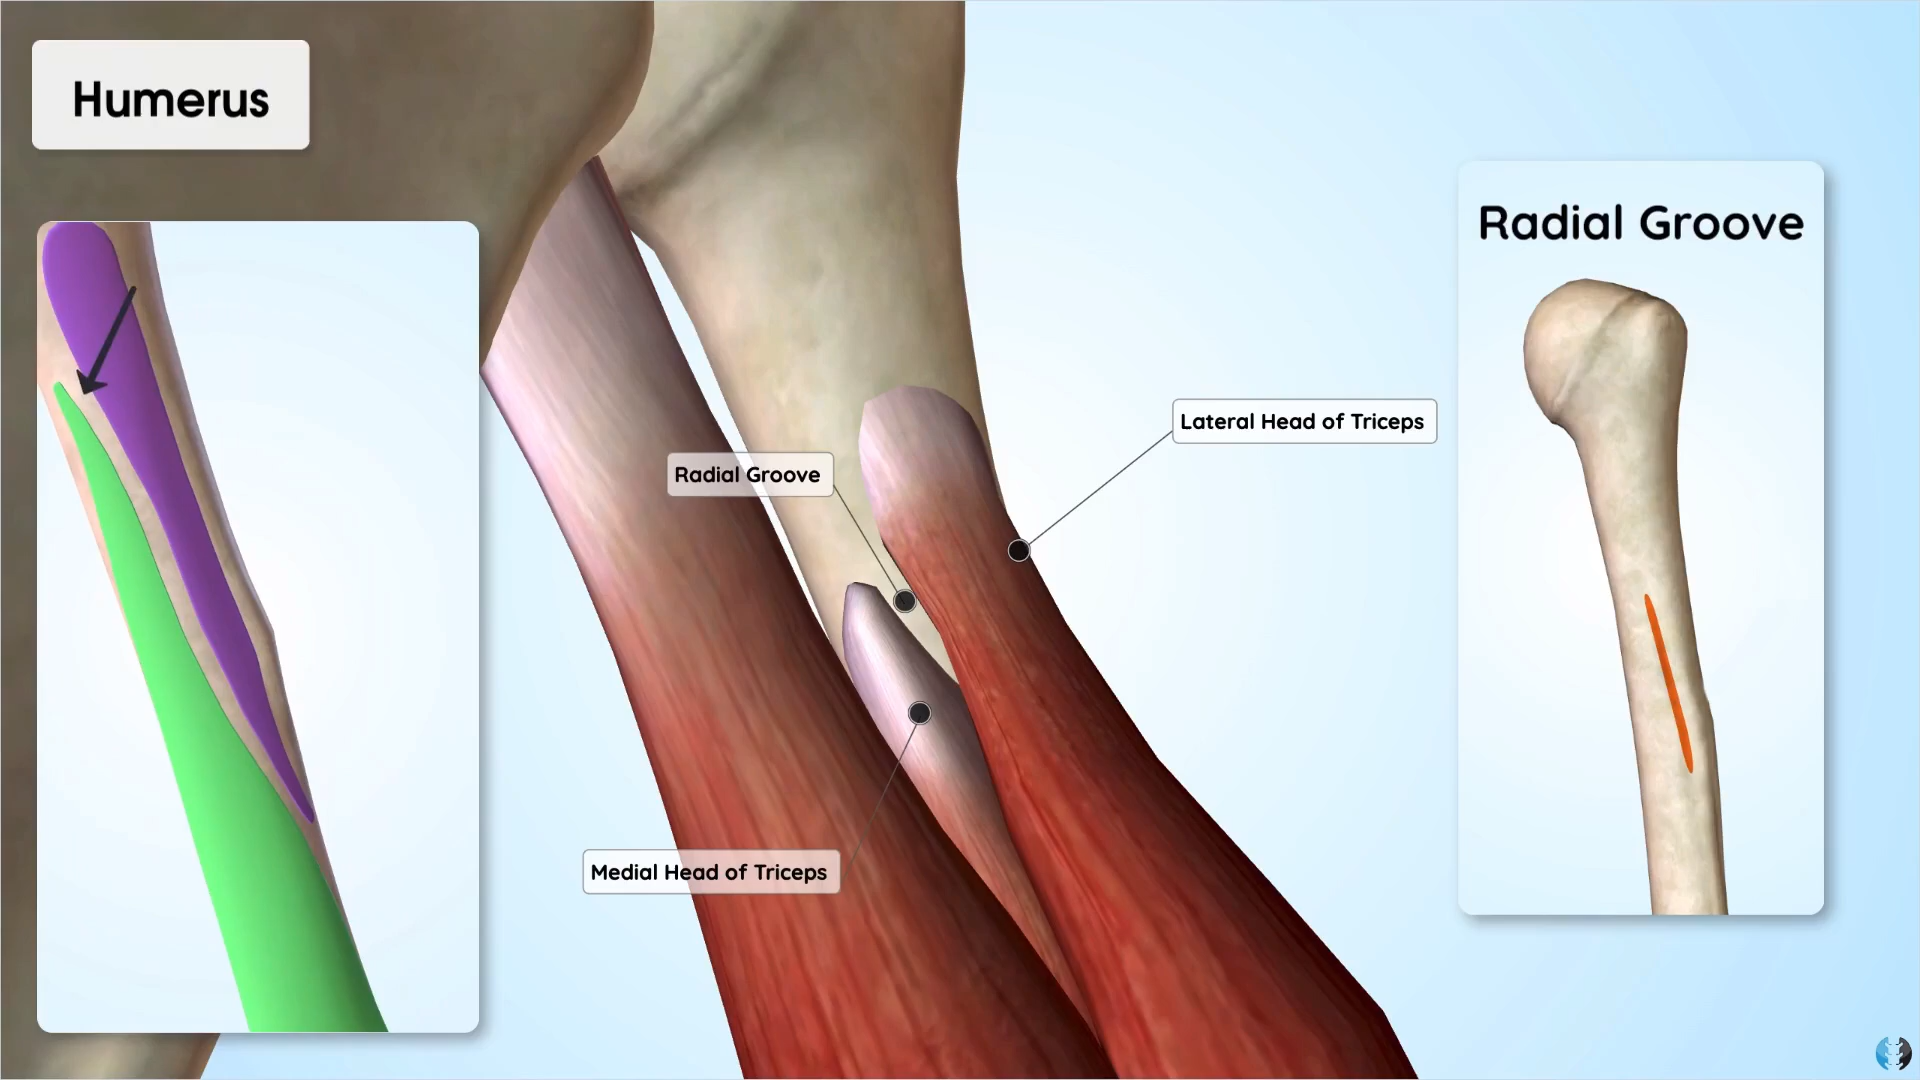 Humerus
Radial Groove
Lateral Head of Triceps
Radial Groove
Medial Head of Triceps